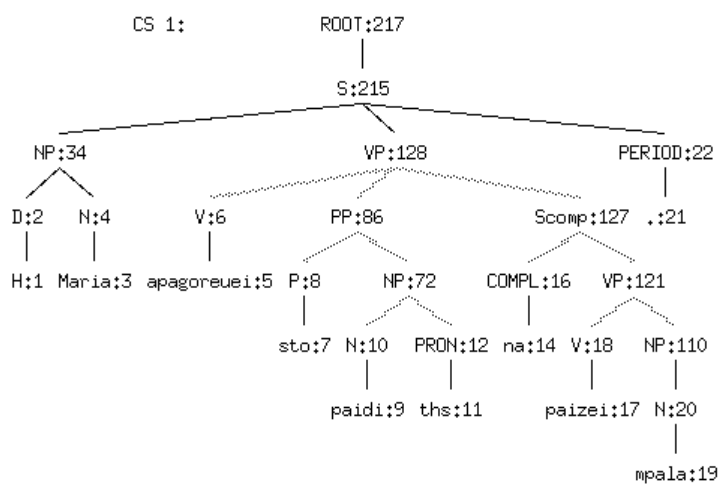 CS 1: ROOT:217
S:215
NP:34 VP:128 PERIOD:22
D:2 N:4 V:6 PP:86 Scomp:127 .:21
H:1 Maria:3 apagoreuei:5 P:8 NP:72 COMPL:16 VP:121
sto:7 N:10 PRON:12 na:14 V:18 NP:110
paidi:9 ths:11 paizei:17 N:20
mpala:19